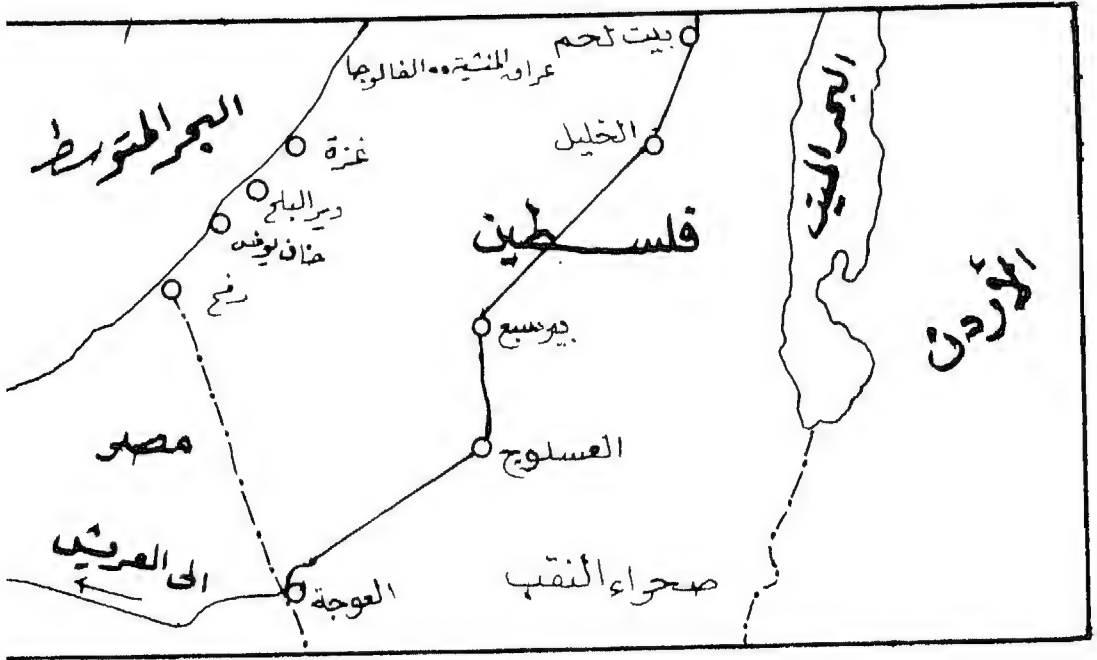 بيت لحم
عراق المنشية •• الفالوجا
البحر المتوسط
البحر الميت
الخليل
غزة
دير البلح
خان يونس
فلسطين
رفح
الأردن
بيرسبع
مصر
العسلوج
الى العريش
صحراء النقب
العوجة